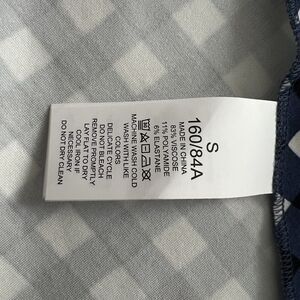 S
160/84A
MADE IN CHINA
83% VISCOSE
11% POLYAMIDE
6% ELASTANE
MACHINE WASH COLD
WASH WITH LIKE
COLORS
DELICATE CYCLE
DO NOT BLEACH
REMOVE PROMPTLY
LAY FLAT TO DRY
COOL IRON IF
NECESSARY
DO NOT DRY CLEAN